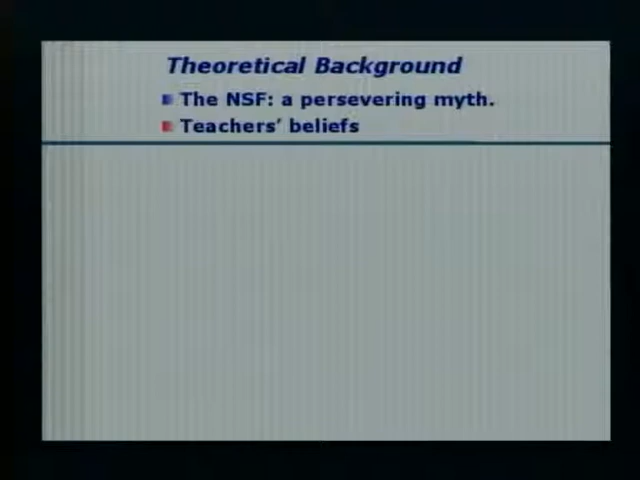 Theoretical Background
The NSF: a persevering myth.
Teachers' beliefs